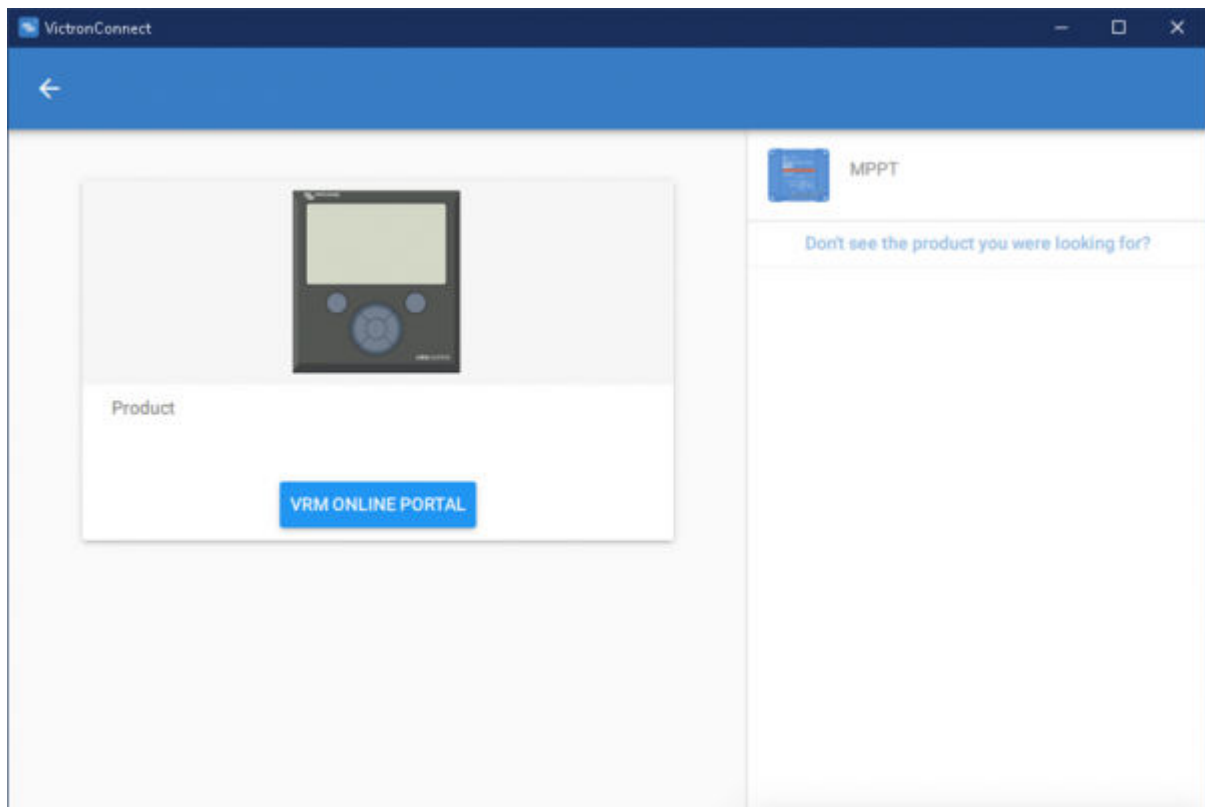 VictronConnect
MPPT
Don't see the product you were looking for?
Product
VRM ONLINE PORTAL